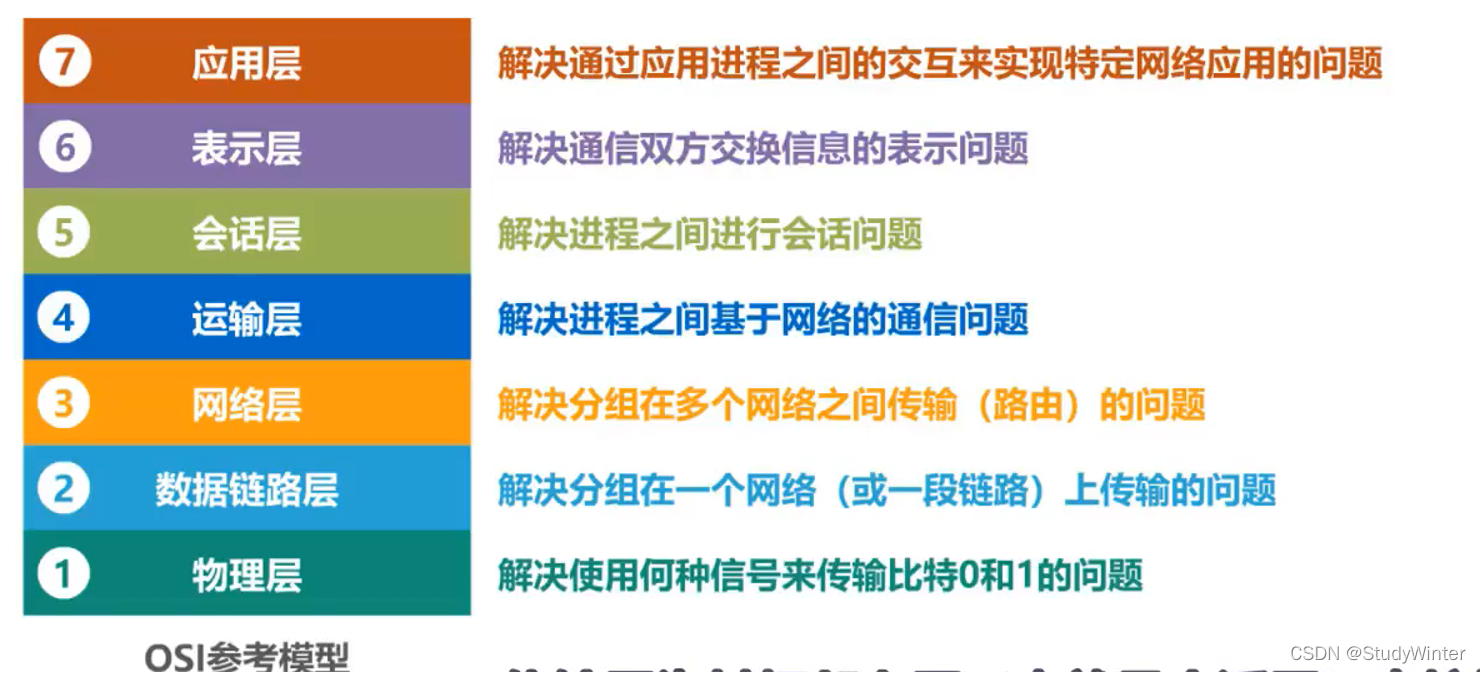 7 应用层 解决通过应用进程之间的交互来实现特定网络应用的问题
6 表示层 解决通信双方交换信息的表示问题
5 会话层 解决进程之间进行会话问题
4 运输层 解决进程之间基于网络的通信问题
3 网络层 解决分组在多个网络之间传输（路由）的问题
2 数据链路层 解决分组在一个网络（或一段链路）上传输的问题
1 物理层 解决使用何种信号来传输比特0和1的问题
OSI参考模型
CSDN @StudyWinter